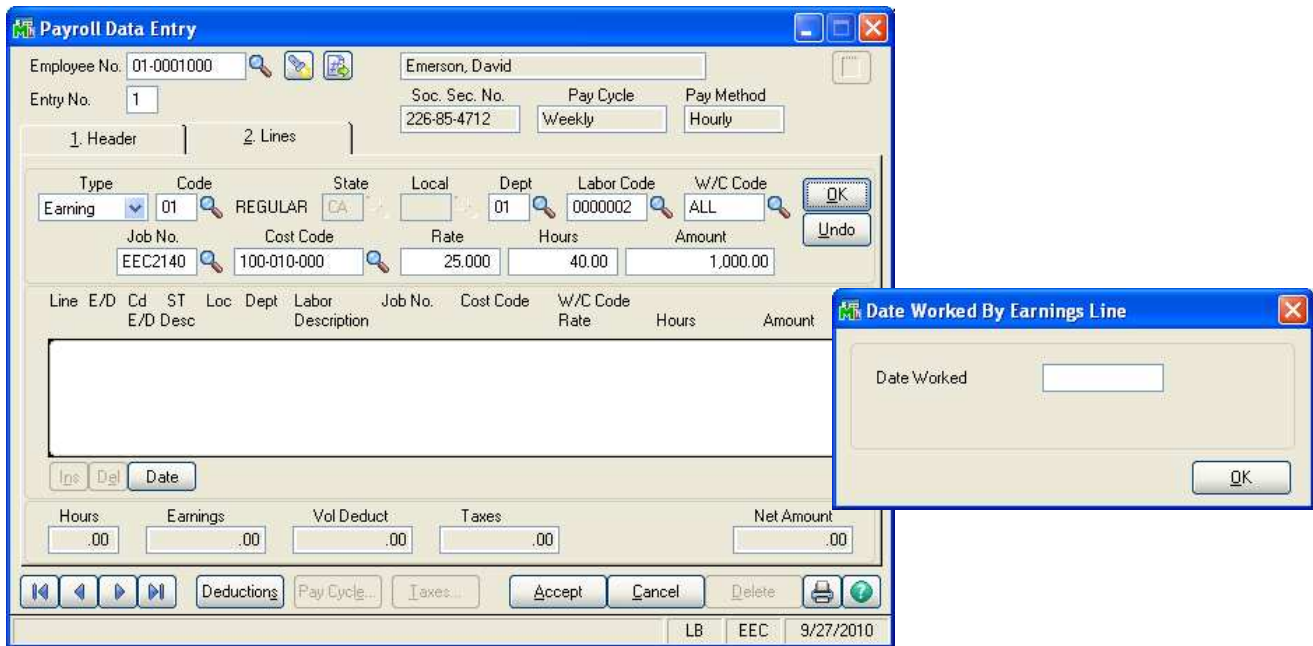 Payroll Data Entry
Employee No. 01-0001000 Emerson, David
Entry No. 1 Soc. Sec. No. Pay Cycle Pay Method
226-85-4712 Weekly Hourly
1. Header 2. Lines
Type Code State Local Dept Labor Code W/C Code
Earning 01 REGULAR CA 01 0000002 ALL OK
Job No. Cost Code Rate Hours Amount Undo
EEC2140 100-010-000 25.000 40.00 1,000.00
Line E/D Cd ST Loc Dept Labor Job No. Cost Code W/C Code
E/D Desc Description Rate Hours Amount
Ins Del Date
Hours Earnings Vol Deduct Taxes Net Amount
.00 .00 .00 .00 .00
Deductions Pay Cycle... Taxes... Accept Cancel Delete
LB EEC 9/27/2010
Date Worked By Earnings Line
Date Worked
OK